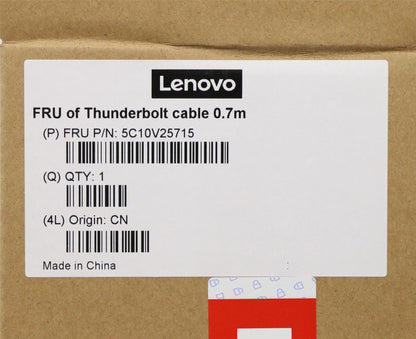 Lenovo
FRU of Thunderbolt cable 0.7m
(P) FRU P/N: 5C10V25715
(Q) QTY: 1
(4L) Origin: CN
Made in China